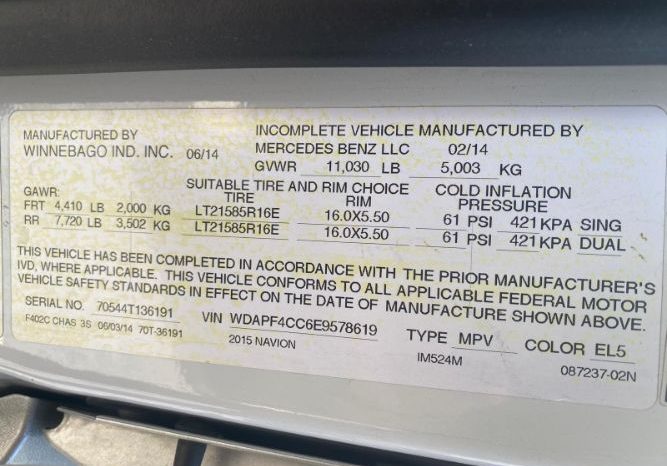 MANUFACTURED BY
WINNEBAGO IND. INC. 06/14
INCOMPLETE VEHICLE MANUFACTURED BY
MERCEDES BENZ LLC 02/14
GVWR 11,030 LB 5,003 KG
GAWR: SUITABLE TIRE AND RIM CHOICE COLD INFLATION
TIRE RIM PRESSURE
FRT 4,410 LB 2,000 KG LT21585R16E 16.0X5.50 61 PSI 421 KPA SING
RR 7,720 LB 3,502 KG LT21585R16E 16.0X5.50 61 PSI 421 KPA DUAL
THIS VEHICLE HAS BEEN COMPLETED IN ACCORDANCE WITH THE PRIOR MANUFACTURER'S
IVD, WHERE APPLICABLE. THIS VEHICLE CONFORMS TO ALL APPLICABLE FEDERAL MOTOR
VEHICLE SAFETY STANDARDS IN EFFECT ON THE DATE OF MANUFACTURE SHOWN ABOVE.
SERIAL NO. 70544T136191 VIN WDAPF4CC6E9578619 TYPE MPV COLOR EL5
F402C CHAS 3S 06/03/14 70T-36191 2015 NAVION IM524M 087237-02N